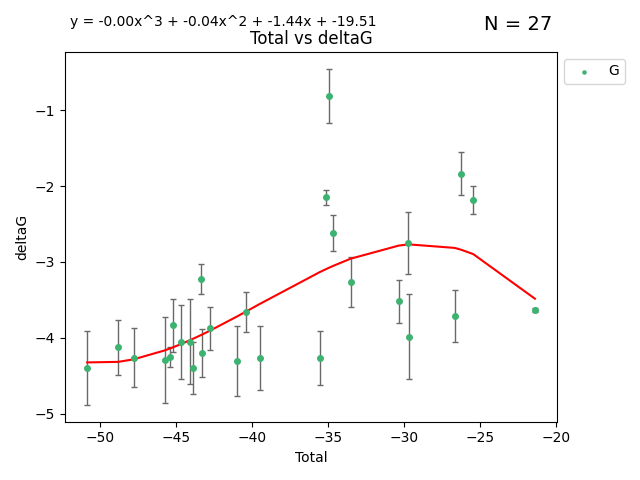 y = -0.00x^3 + -0.04x^2 + -1.44x + -19.51
N = 27
Total vs deltaG
G
deltaG
−1
−2
−3
−4
−5
−50 −45 −40 −35 −30 −25 −20
Total